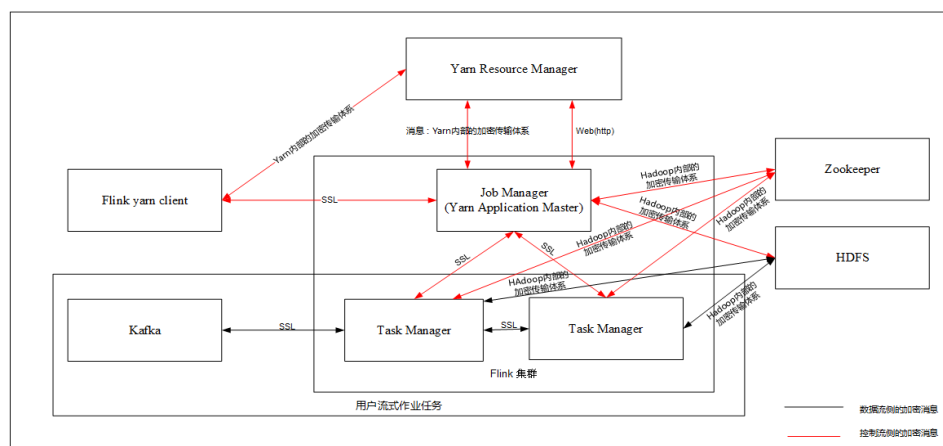 Yarn Resource Manager
Yarn内部的加密传输体系
消息：Yarn内部的加密传输体系
Web(http)
Flink yarn client
SSL
Job Manager
(Yarn Application Master)
Hadoop内部的
加密传输体系
Zookeeper
Hadoop内部的
加密传输体系
Hadoop内部的
加密传输体系
Hadoop内部的
加密传输体系
HDFS
SSL
SSL
HAdoop内部的
加密传输体系
Hadoop内部的
加密传输体系
Kafka
SSL
Task Manager
SSL
Task Manager
Flink 集群
用户流式作业任务
数据流侧的加密消息
控制流侧的加密消息